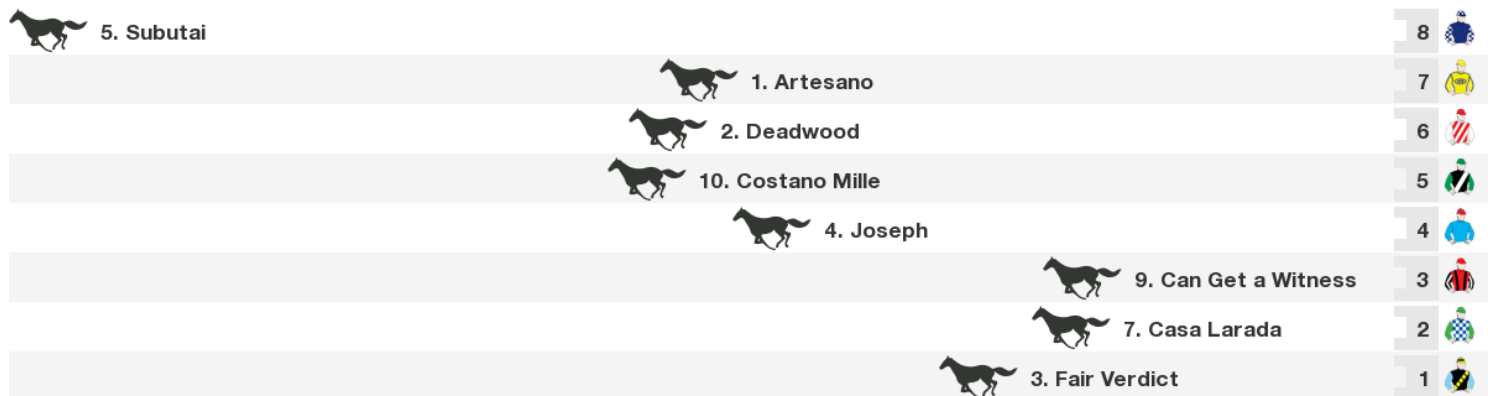 5. Subutai 8
1. Artesano 7
2. Deadwood 6
10. Costano Mille 5
4. Joseph 4
9. Can Get a Witness 3
7. Casa Larada 2
3. Fair Verdict 1